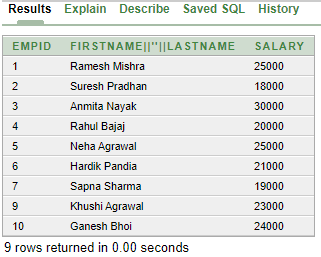 Results Explain Describe Saved SQL History
EMPID FIRSTNAME||''||LASTNAME SALARY
1 Ramesh Mishra 25000
2 Suresh Pradhan 18000
3 Anmita Nayak 30000
4 Rahul Bajaj 20000
5 Neha Agrawal 25000
6 Hardik Pandia 21000
7 Sapna Sharma 19000
9 Khushi Agrawal 23000
10 Ganesh Bhoi 24000
9 rows returned in 0.00 seconds